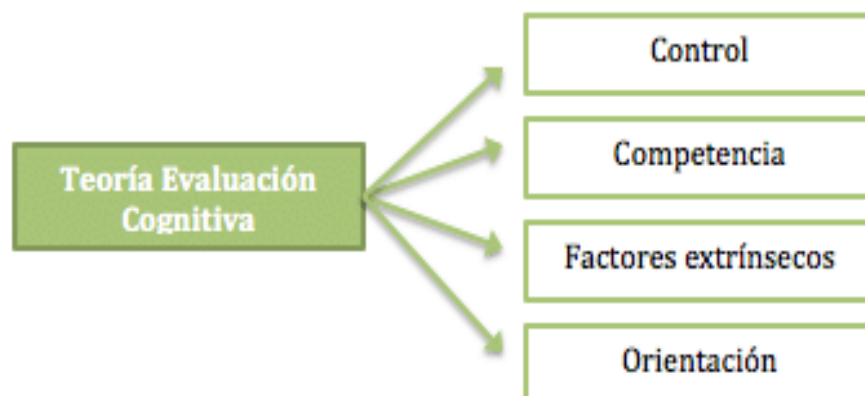 Teoría Evaluación
Cognitiva
Control
Competencia
Factores extrínsecos
Orientación